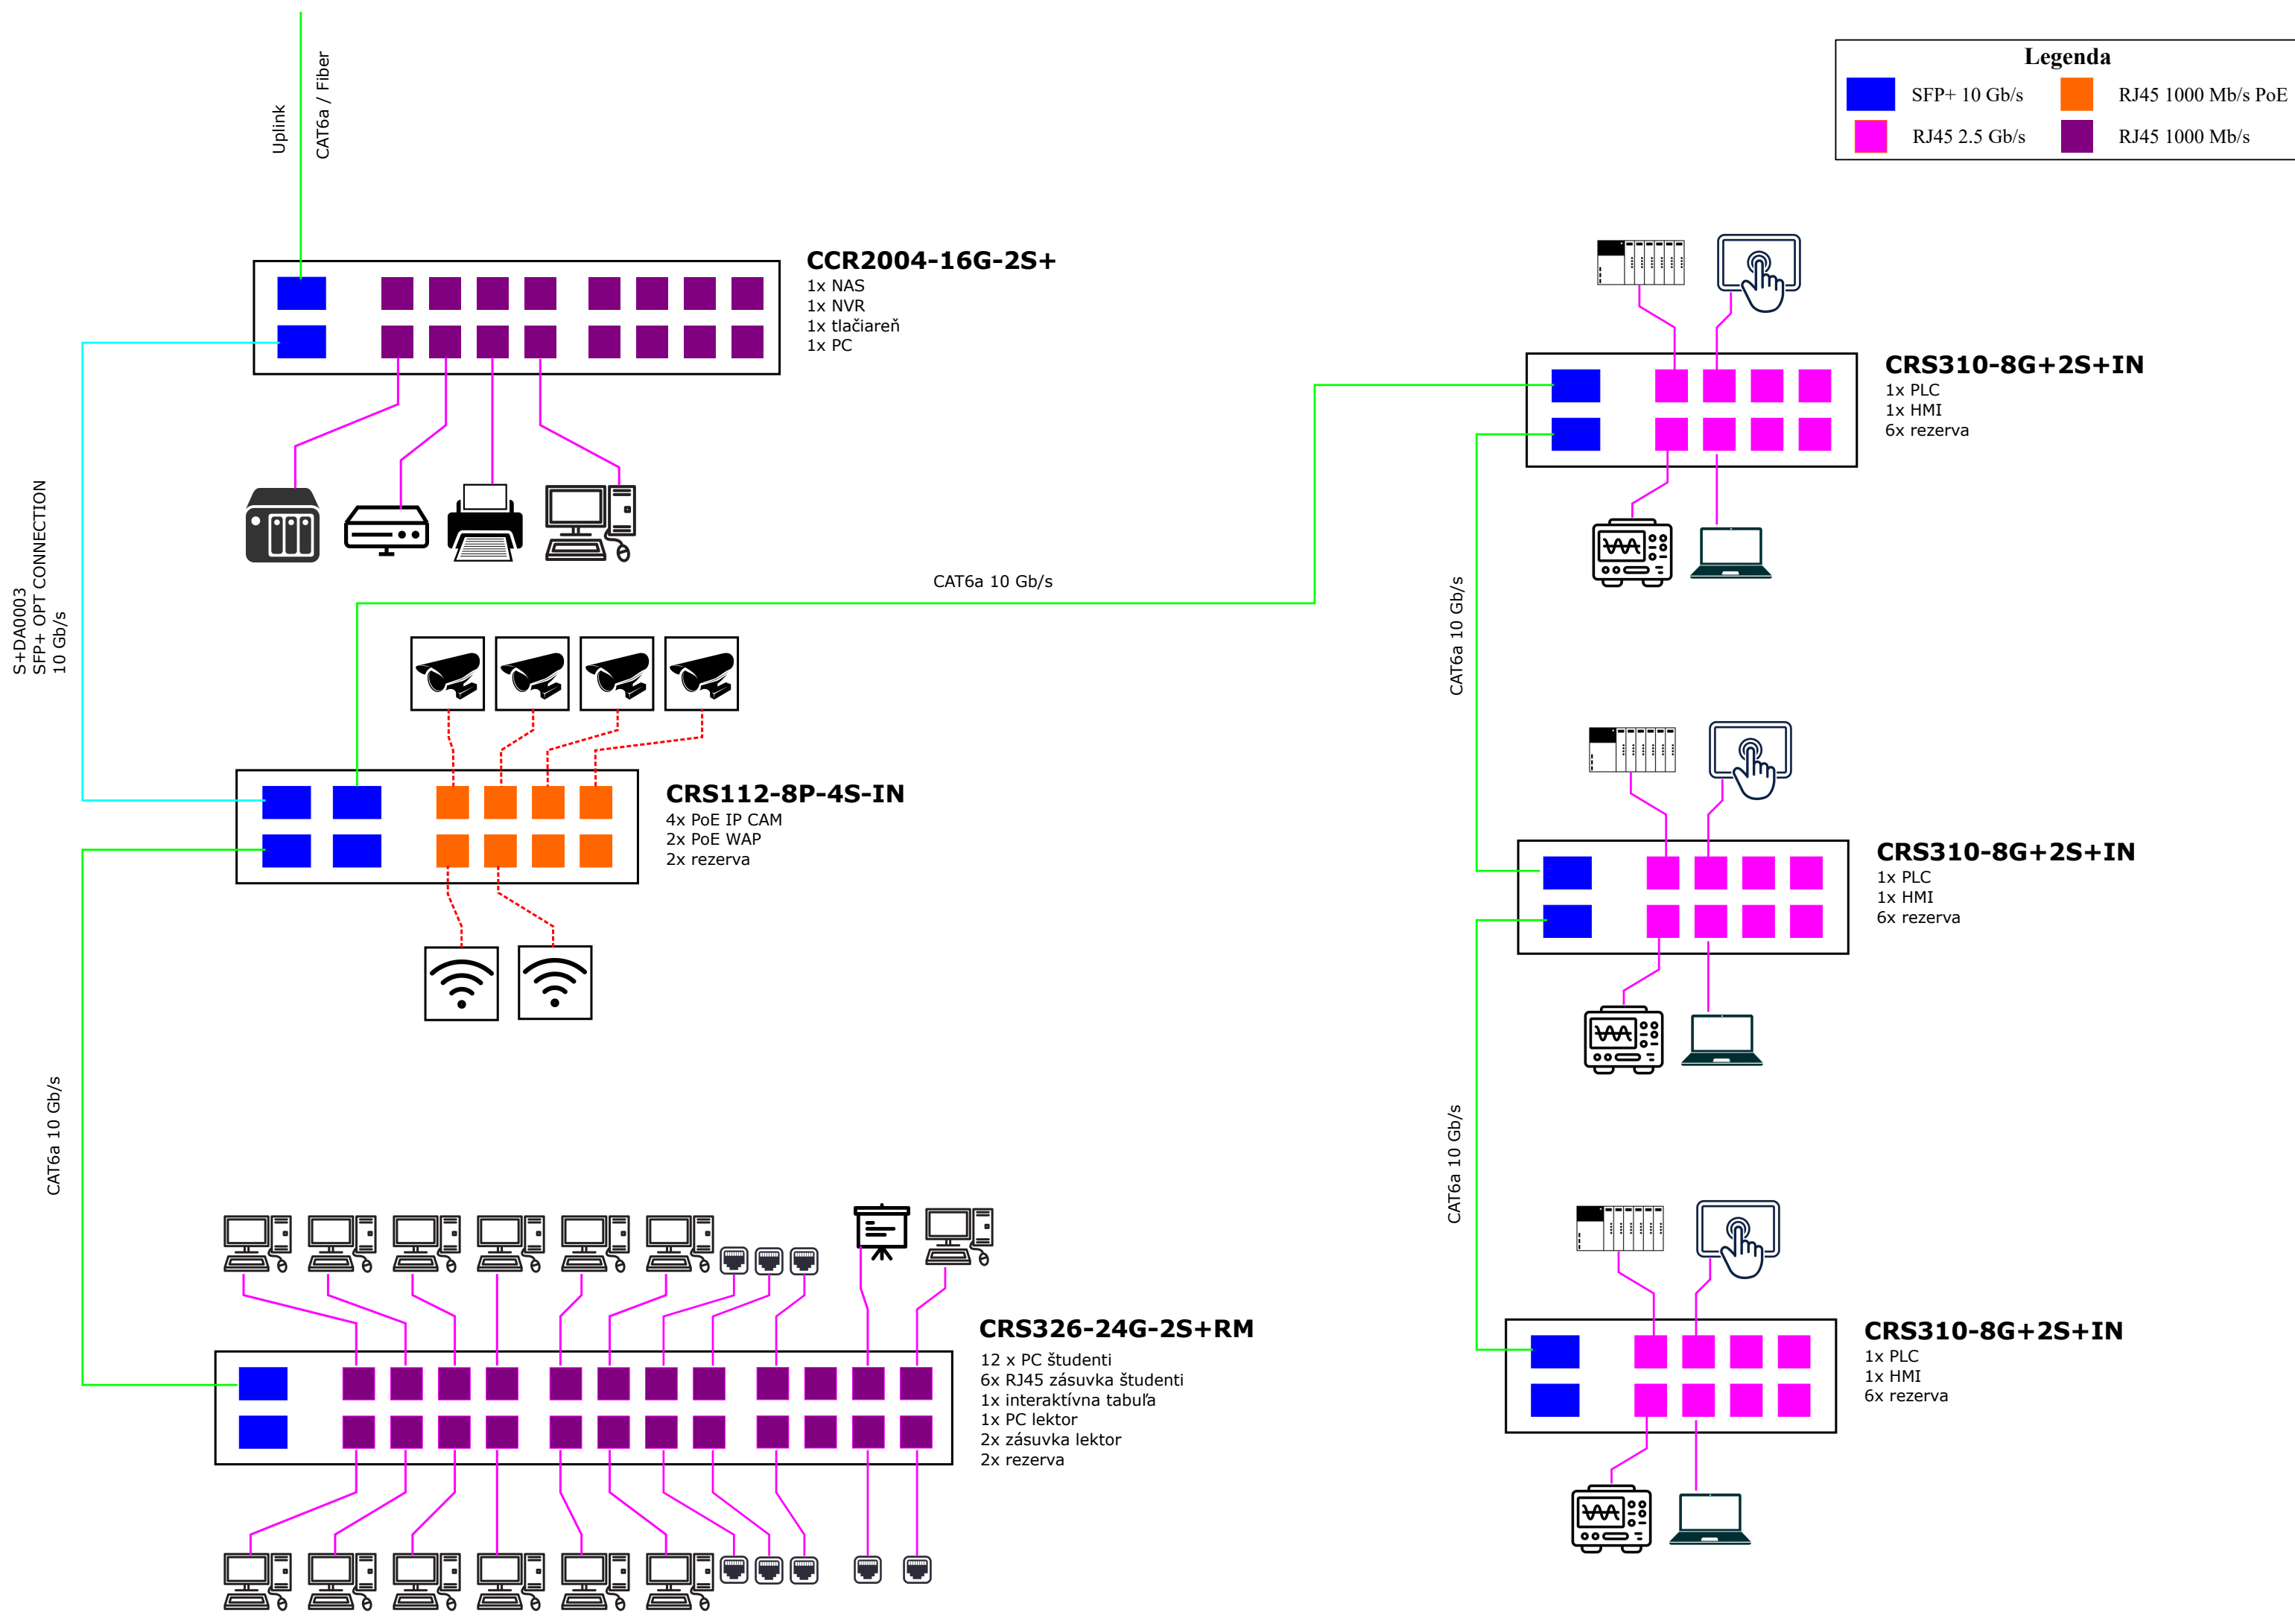 Uplink
CAT6a / Fiber
Legenda
SFP+ 10 Gb/s
RJ45 1000 Mb/s PoE
RJ45 2.5 Gb/s
RJ45 1000 Mb/s
CCR2004-16G-2S+
1x NAS
1x NVR
1x tlačiareň
1x PC
CRS310-8G+2S+IN
1x PLC
1x HMI
6x rezerva
S+DA0003
SFP+ OPT CONNECTION
10 Gb/s
CAT6a 10 Gb/s
CAT6a 10 Gb/s
CRS112-8P-4S-IN
4x PoE IP CAM
2x PoE WAP
2x rezerva
CRS310-8G+2S+IN
1x PLC
1x HMI
6x rezerva
CAT6a 10 Gb/s
CAT6a 10 Gb/s
CRS326-24G-2S+RM
12 x PC študenti
6x RJ45 zásuvka študenti
1x interaktívna tabuľa
1x PC lektor
2x zásuvka lektor
2x rezerva
CRS310-8G+2S+IN
1x PLC
1x HMI
6x rezerva